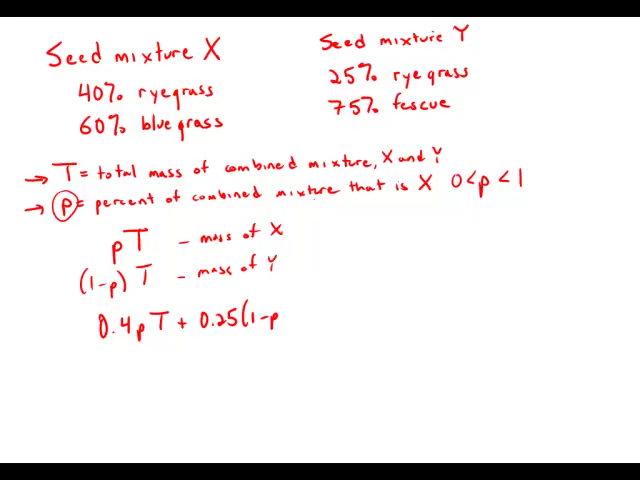 Seed mixture X
40% ryegrass
60% bluegrass
Seed mixture Y
25% ryegrass
75% fescue
→ T = total mass of combined mixture, X and Y
→ p = percent of combined mixture that is X 0<p<1
pT - mass of X
(1-p) T - mass of Y
0.4pT + 0.25(1-p